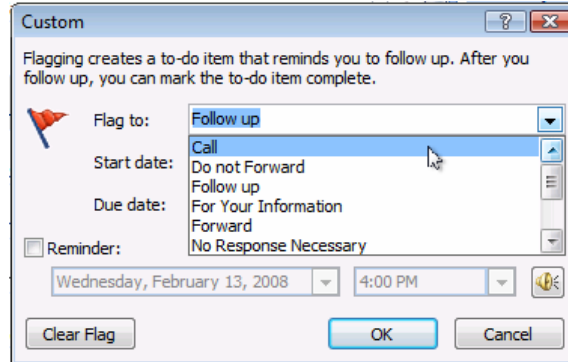 Custom
Flagging creates a to-do item that reminds you to follow up. After you
follow up, you can mark the to-do item complete.
Flag to:
Follow up
Call
Start date:
Do not Forward
Follow up
Due date:
For Your Information
Forward
No Response Necessary
Reminder:
Wednesday, February 13, 2008
4:00 PM
Clear Flag
OK
Cancel